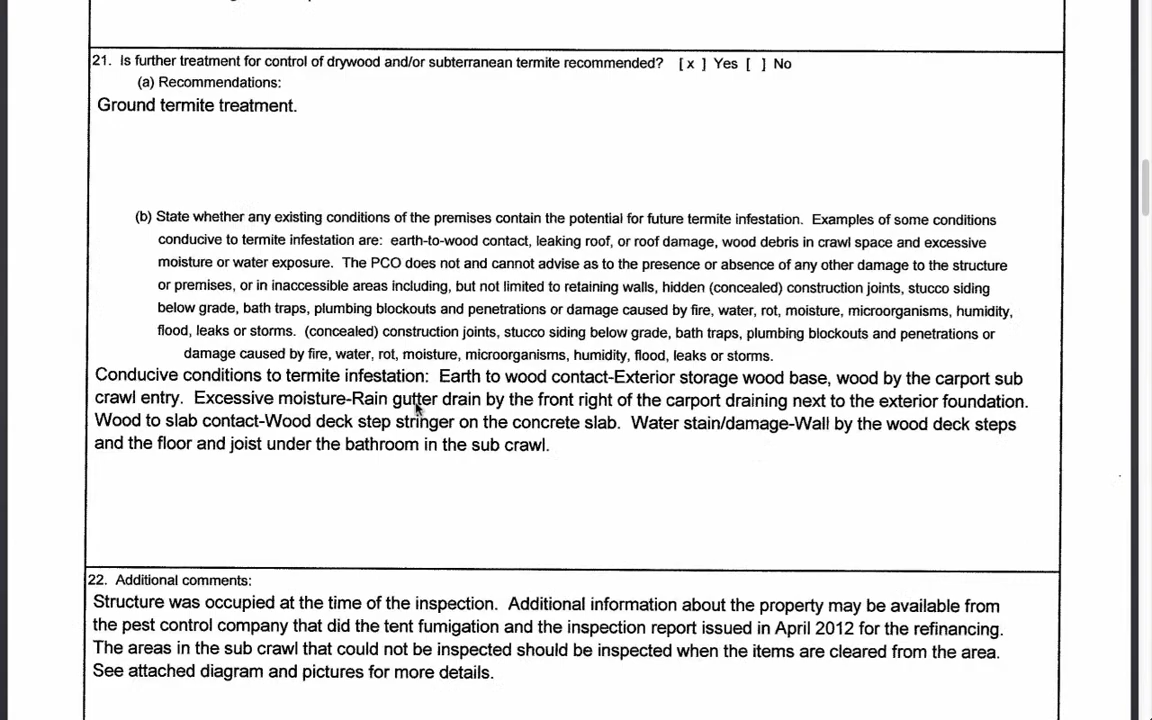 21. Is further treatment for control of drywood and/or subterranean termite recommended? [ x ] Yes [ ] No
(a) Recommendations:
Ground termite treatment.
(b) State whether any existing conditions of the premises contain the potential for future termite infestation. Examples of some conditions
conducive to termite infestation are: earth-to-wood contact, leaking roof, or roof damage, wood debris in crawl space and excessive
moisture or water exposure. The PCO does not and cannot advise as to the presence or absence of any other damage to the structure
or premises, or in inaccessible areas including, but not limited to retaining walls, hidden (concealed) construction joints, stucco siding
below grade, bath traps, plumbing blockouts and penetrations or damage caused by fire, water, rot, moisture, microorganisms, humidity,
flood, leaks or storms. (concealed) construction joints, stucco siding below grade, bath traps, plumbing blockouts and penetrations or
damage caused by fire, water, rot, moisture, microorganisms, humidity, flood, leaks or storms.
Conducive conditions to termite infestation: Earth to wood contact-Exterior storage wood base, wood by the carport sub
crawl entry. Excessive moisture-Rain gutter drain by the front right of the carport draining next to the exterior foundation.
Wood to slab contact-Wood deck step stringer on the concrete slab. Water stain/damage-Wall by the wood deck steps
and the floor and joist under the bathroom in the sub crawl.
22. Additional comments:
Structure was occupied at the time of the inspection. Additional information about the property may be available from
the pest control company that did the tent fumigation and the inspection report issued in April 2012 for the refinancing.
The areas in the sub crawl that could not be inspected should be inspected when the items are cleared from the area.
See attached diagram and pictures for more details.